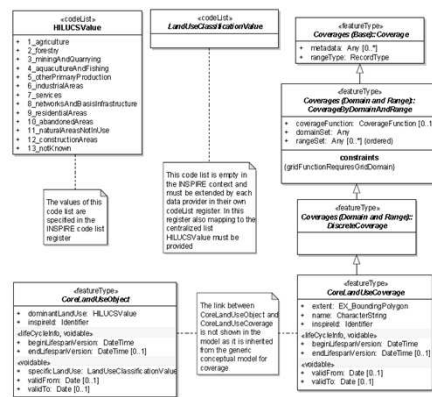 «codeList»
HILUCSValue
+ 1_agriculture
+ 2_forestry
+ 3_miningAndQuarrying
+ 4_aquacultureAndFishing
+ 5_otherPrimaryProduction
+ 6_industrialAreas
+ 7_services
+ 8_networksAndBasisInfrastructure
+ 9_residentialAreas
+ 10_abandonedAreas
+ 11_naturalAreasNotInUse
+ 12_constructionAreas
+ 13_notKnown
The values of this
code list are
specified in the
INSPIRE code list
register
«codeList»
LandUseClassificationValue
This code list is empty in
the INSPIRE context and
must be extended by each
data provider in their own
codeList register. In this
register also mapping to the
centralized list
HILUCSValue must be
provided
«featureType»
Coverages (Base)::Coverage
+ metadata: Any [0..*]
+ rangeType: RecordType
«featureType»
Coverages (Domain and Range)::
CoverageByDomainAndRange
+ coverageFunction: CoverageFunction [0..1]
+ domainSet: Any
+ rangeSet: Any [0..*] {ordered}
constraints
{gridFunctionRequiresGridDomain}
«featureType»
Coverages (Domain and Range)::
DiscreteCoverage
«featureType»
CoreLandUseObject
+ dominantLandUse: HILUCSValue
+ inspireId: Identifier
«lifeCycleInfo, voidable»
+ beginLifespanVersion: DateTime
+ endLifespanVersion: DateTime [0..1]
«voidable»
+ specificLandUse: LandUseClassificationValue
+ validFrom: Date [0..1]
+ validTo: Date [0..1]
The link between
CoreLandUseObject and
CoreLandUseCoverage
is not shown in the
model as it is inherited
from the generic
conceptual model for
coverage
«featureType»
CoreLandUseCoverage
+ extent: EX_BoundingPolygon
+ name: CharacterString
+ inspireId: Identifier
«lifeCycleInfo, voidable»
+ beginLifespanVersion: DateTime
+ endLifespanVersion: DateTime [0..1]
«voidable»
+ validFrom: Date [0..1]
+ validTo: Date [0..1]